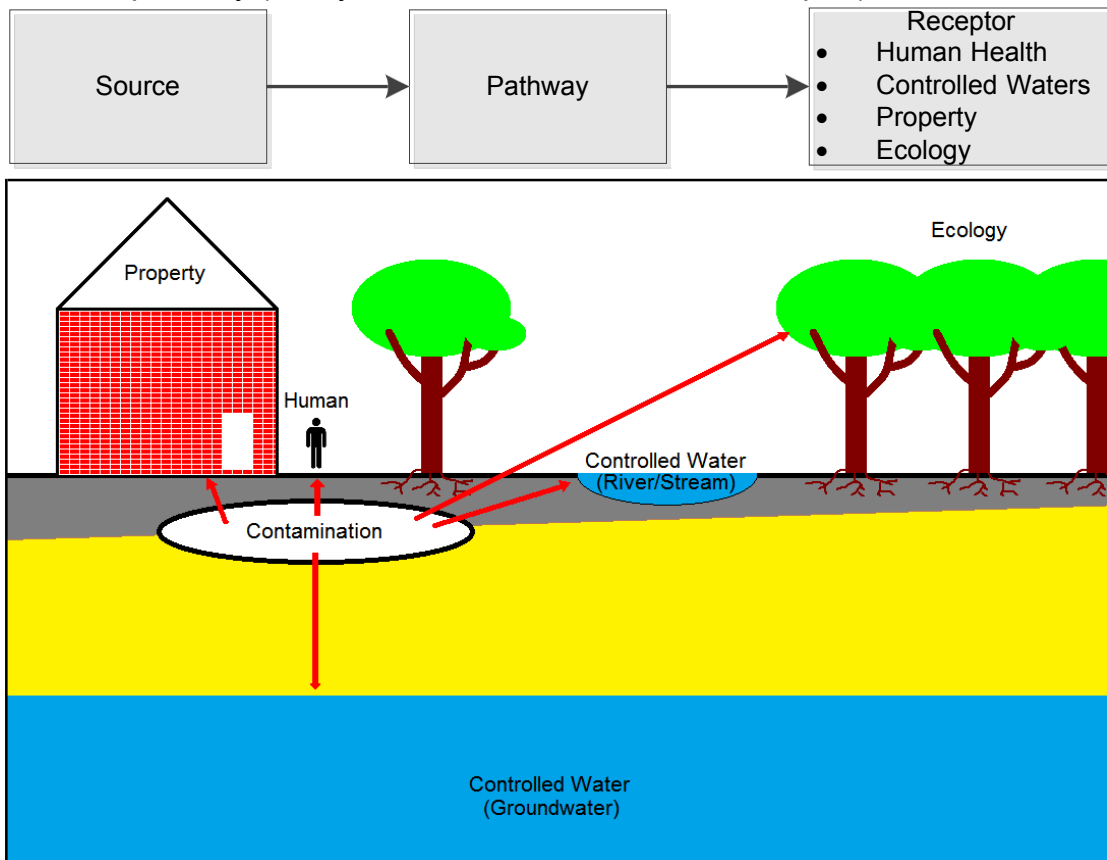 Source
Pathway
Receptor
• Human Health
• Controlled Waters
• Property
• Ecology
Ecology
Property
Human
Controlled Water
(River/Stream)
Contamination
Controlled Water
(Groundwater)